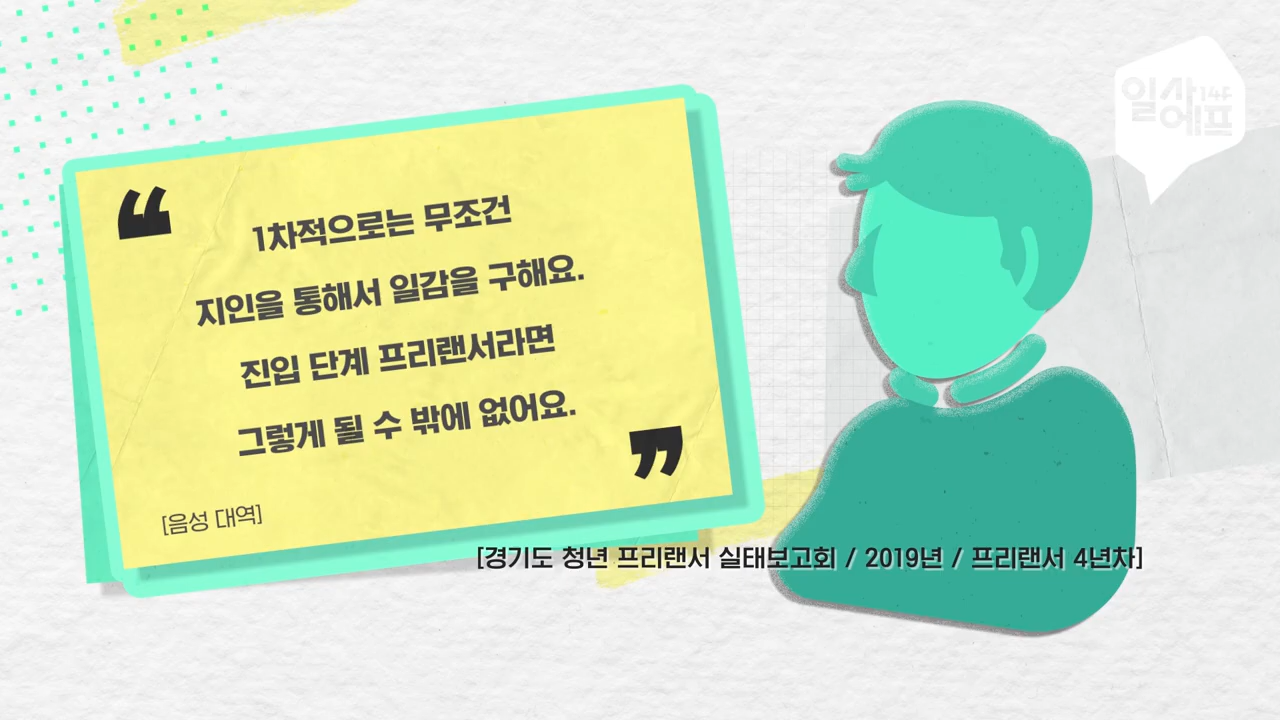 일사 14F
에프
“
1차적으로는 무조건
지인을 통해서 일감을 구해요.
진입 단계 프리랜서라면
그렇게 될 수 밖에 없어요.
”
[음성 대역]
[경기도 청년 프리랜서 실태보고회 / 2019년 / 프리랜서 4년차]